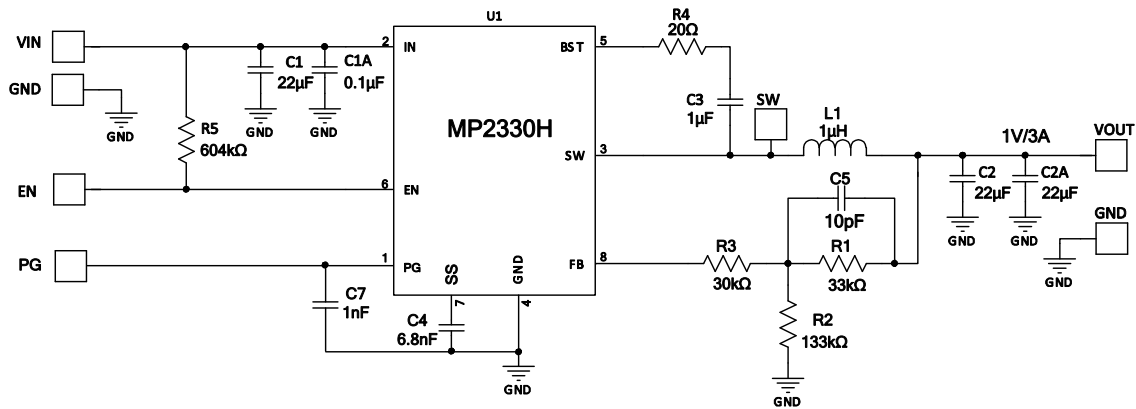 U1
MP2330H
VIN
GND
GND
EN
PG
R5
604kΩ
C1
22µF
GND
C1A
0.1µF
GND
2
IN
6
EN
1
PG
SS
7
GND
4
BST
5
SW
3
FB
8
R4
20Ω
C3
1µF
SW
L1
1µH
1V/3A
VOUT
C2
22µF
GND
C2A
22µF
GND
GND
GND
C5
10pF
R3
30kΩ
R1
33kΩ
R2
133kΩ
GND
C7
1nF
C4
6.8nF
GND